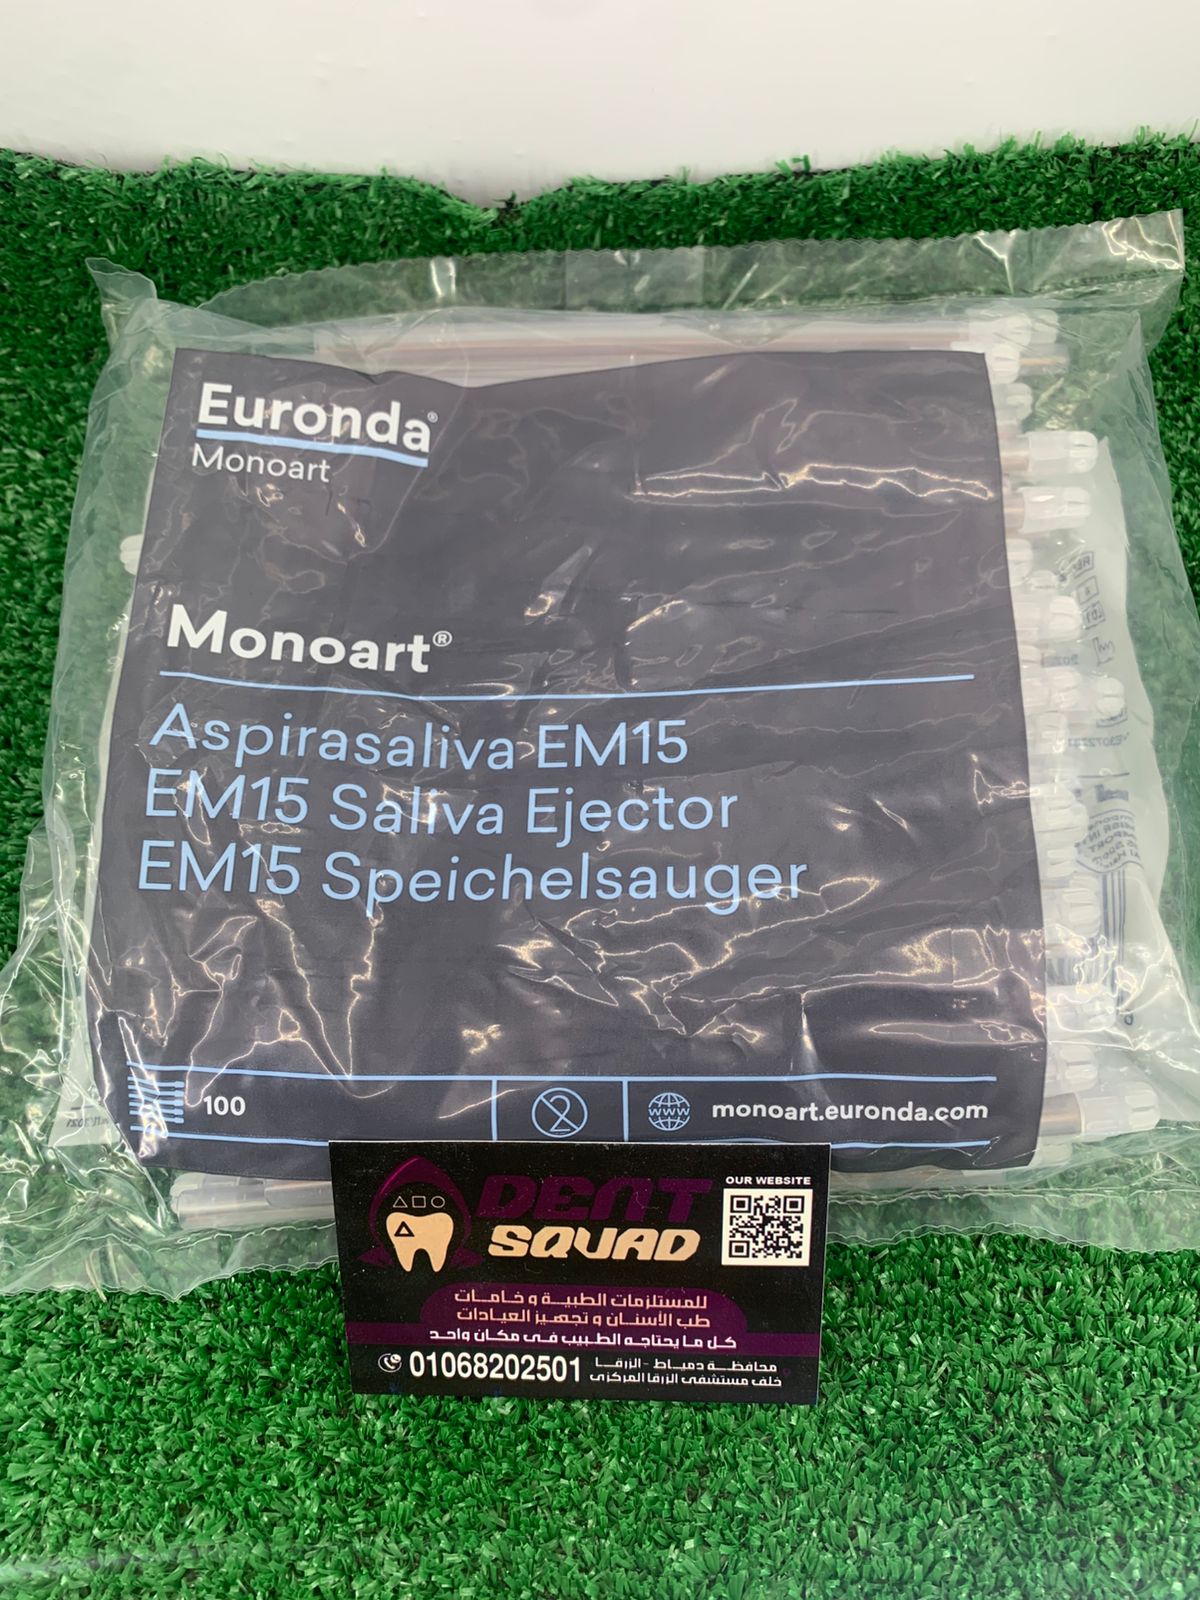 Euronda®
Monoart
Monoart®
Aspirasaliva EM15
EM15 Saliva Ejector
EM15 Speichelsauger
100
2
www
monoart.euronda.com
DENT
SQUAD
OUR WEBSITE
للمستلزمات الطبية و خامات
طب الأسنان و تجهيز العيادات
كل ما يحتاجه الطبيب فى مكان واحد
01068202501
محافظة دمياط - الزرقا
خلف مستشفى الزرقا المركزى